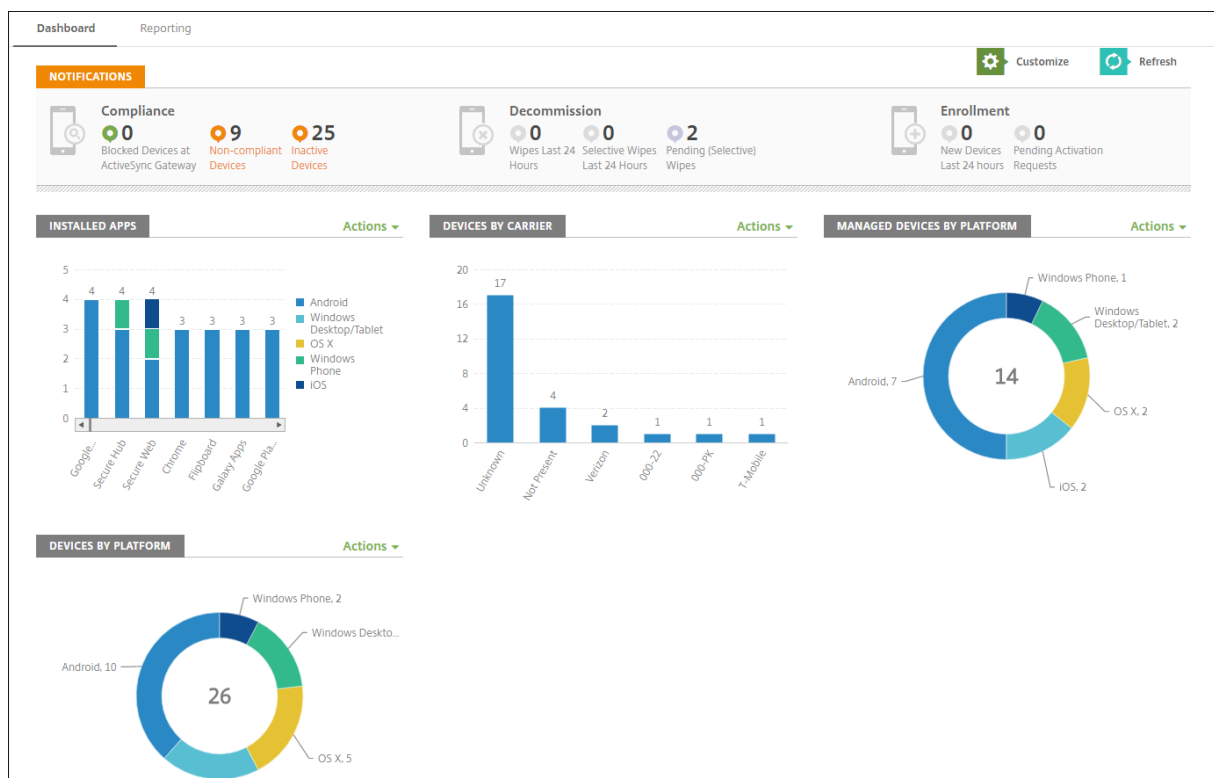 Dashboard
Reporting
Customize
Refresh
NOTIFICATIONS
Compliance
0
Blocked Devices at
ActiveSync Gateway
9
Non-compliant
Devices
25
Inactive
Devices
Decommission
0
Wipes Last 24
Hours
0
Selective Wipes
Last 24 Hours
2
Pending (Selective)
Wipes
Enrollment
0
New Devices
Last 24 hours
0
Pending Activation
Requests
INSTALLED APPS
Actions
5
4
3
2
1
0
4
4
4
3
3
3
3
Google...
Secure Hub
Secure Web
Chrome
Flipboard
Galaxy Apps
Google Pla...
Android
Windows
Desktop/Tablet
OS X
Windows
Phone
iOS
DEVICES BY CARRIER
Actions
20
16
12
8
4
0
17
4
2
1
1
1
Unknown
Not Present
Verizon
000-22
000-PK
T-Mobile
MANAGED DEVICES BY PLATFORM
Actions
Windows Phone, 1
Windows
Desktop/Tablet, 2
Android, 7
14
OS X, 2
iOS, 2
DEVICES BY PLATFORM
Actions
Windows Phone, 2
Windows Deskto...
Android, 10
26
OS X, 5